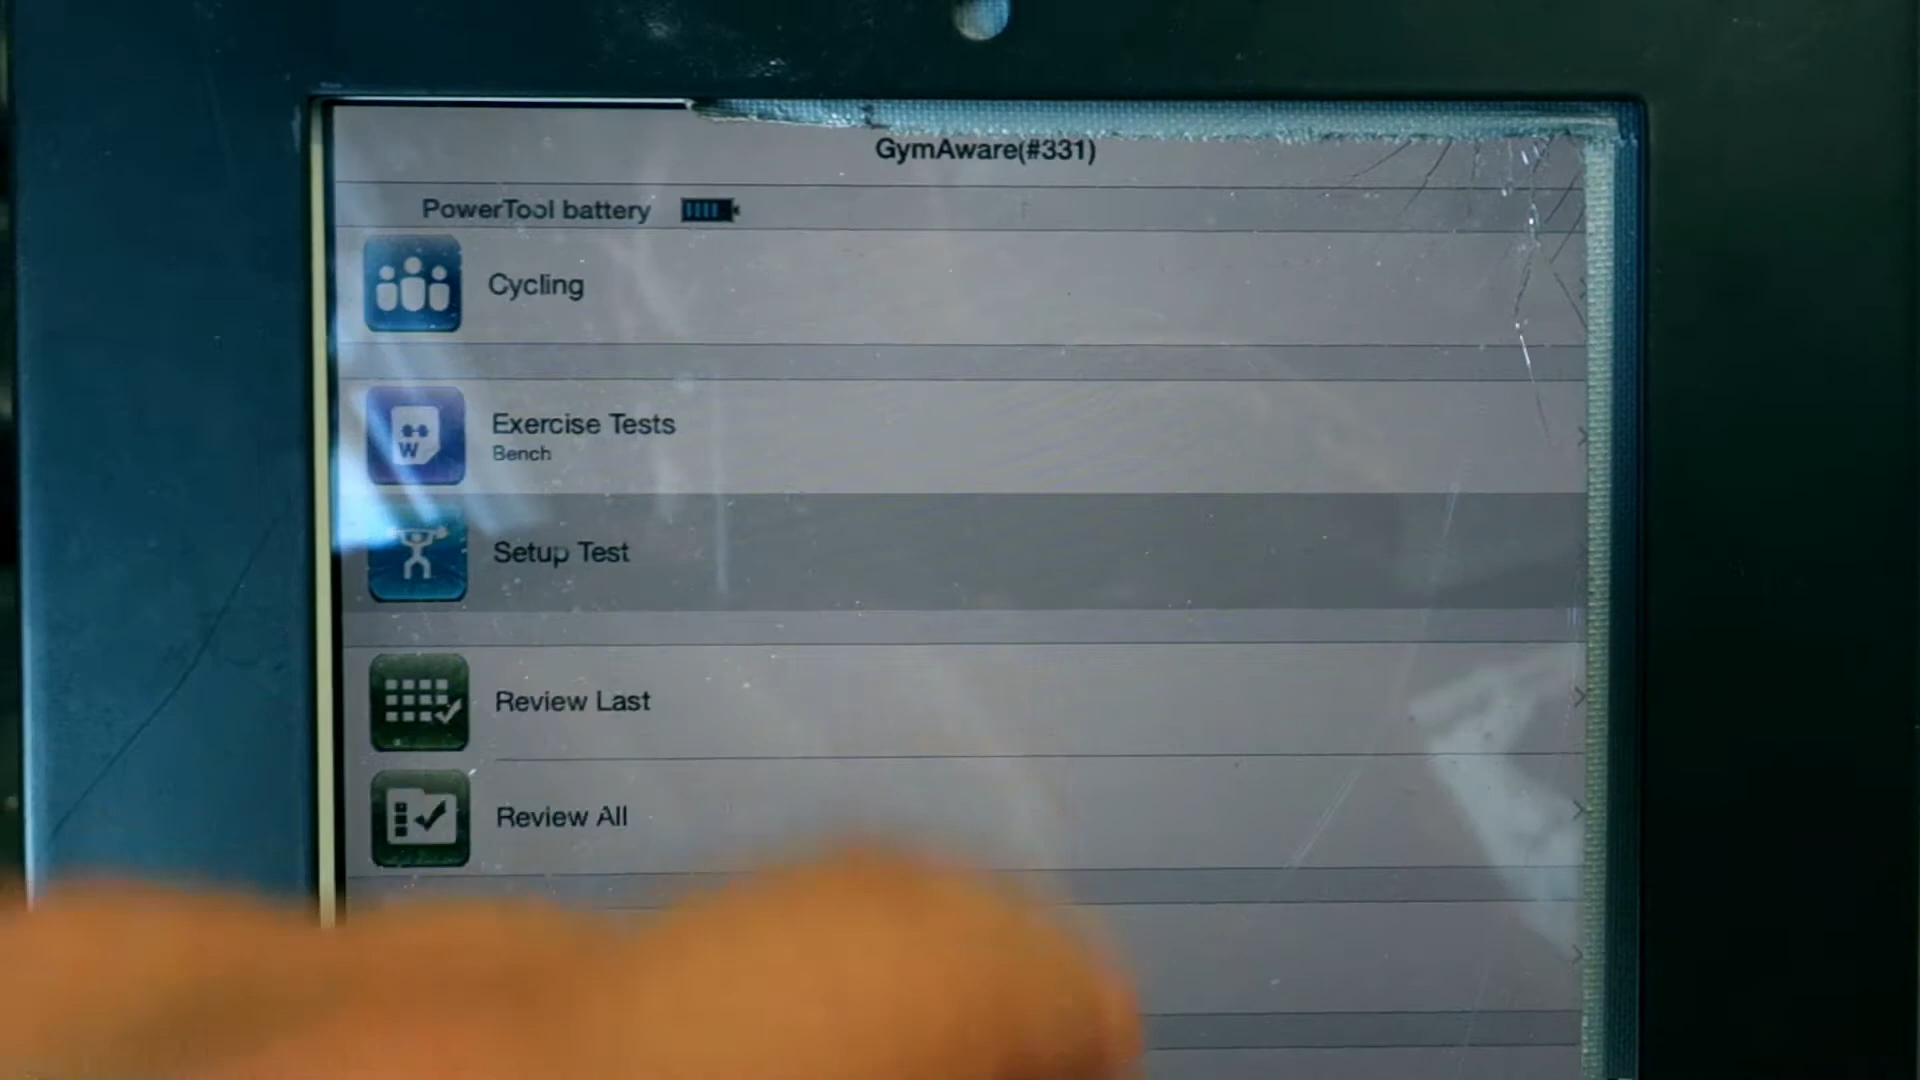 GymAware(#331)
PowerTool battery
Cycling
Exercise Tests
W
Bench
Setup Test
Review Last
Review All